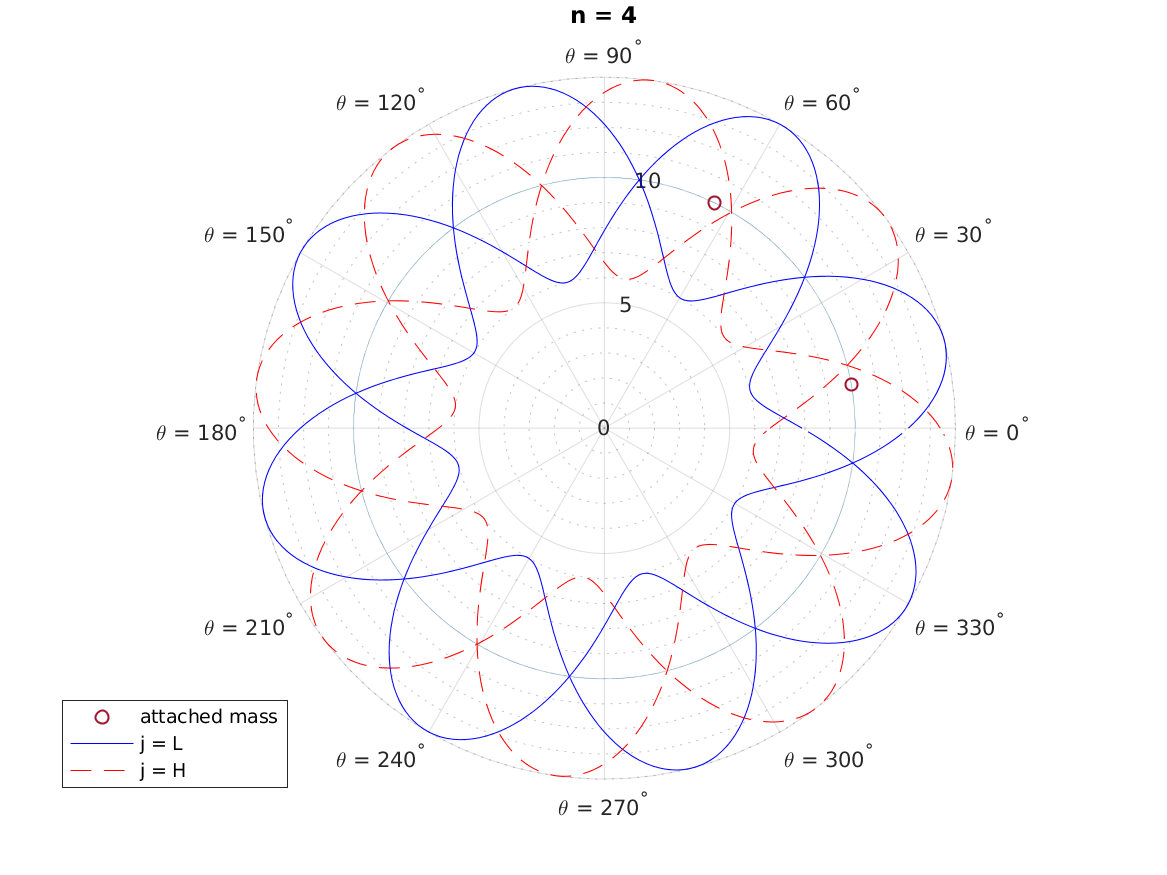 n = 4
θ = 90°
θ = 120°
θ = 60°
θ = 150°
10
θ = 30°
5
θ = 180°
0
θ = 0°
θ = 210°
θ = 330°
θ = 240°
θ = 300°
θ = 270°
attached mass
j = L
j = H